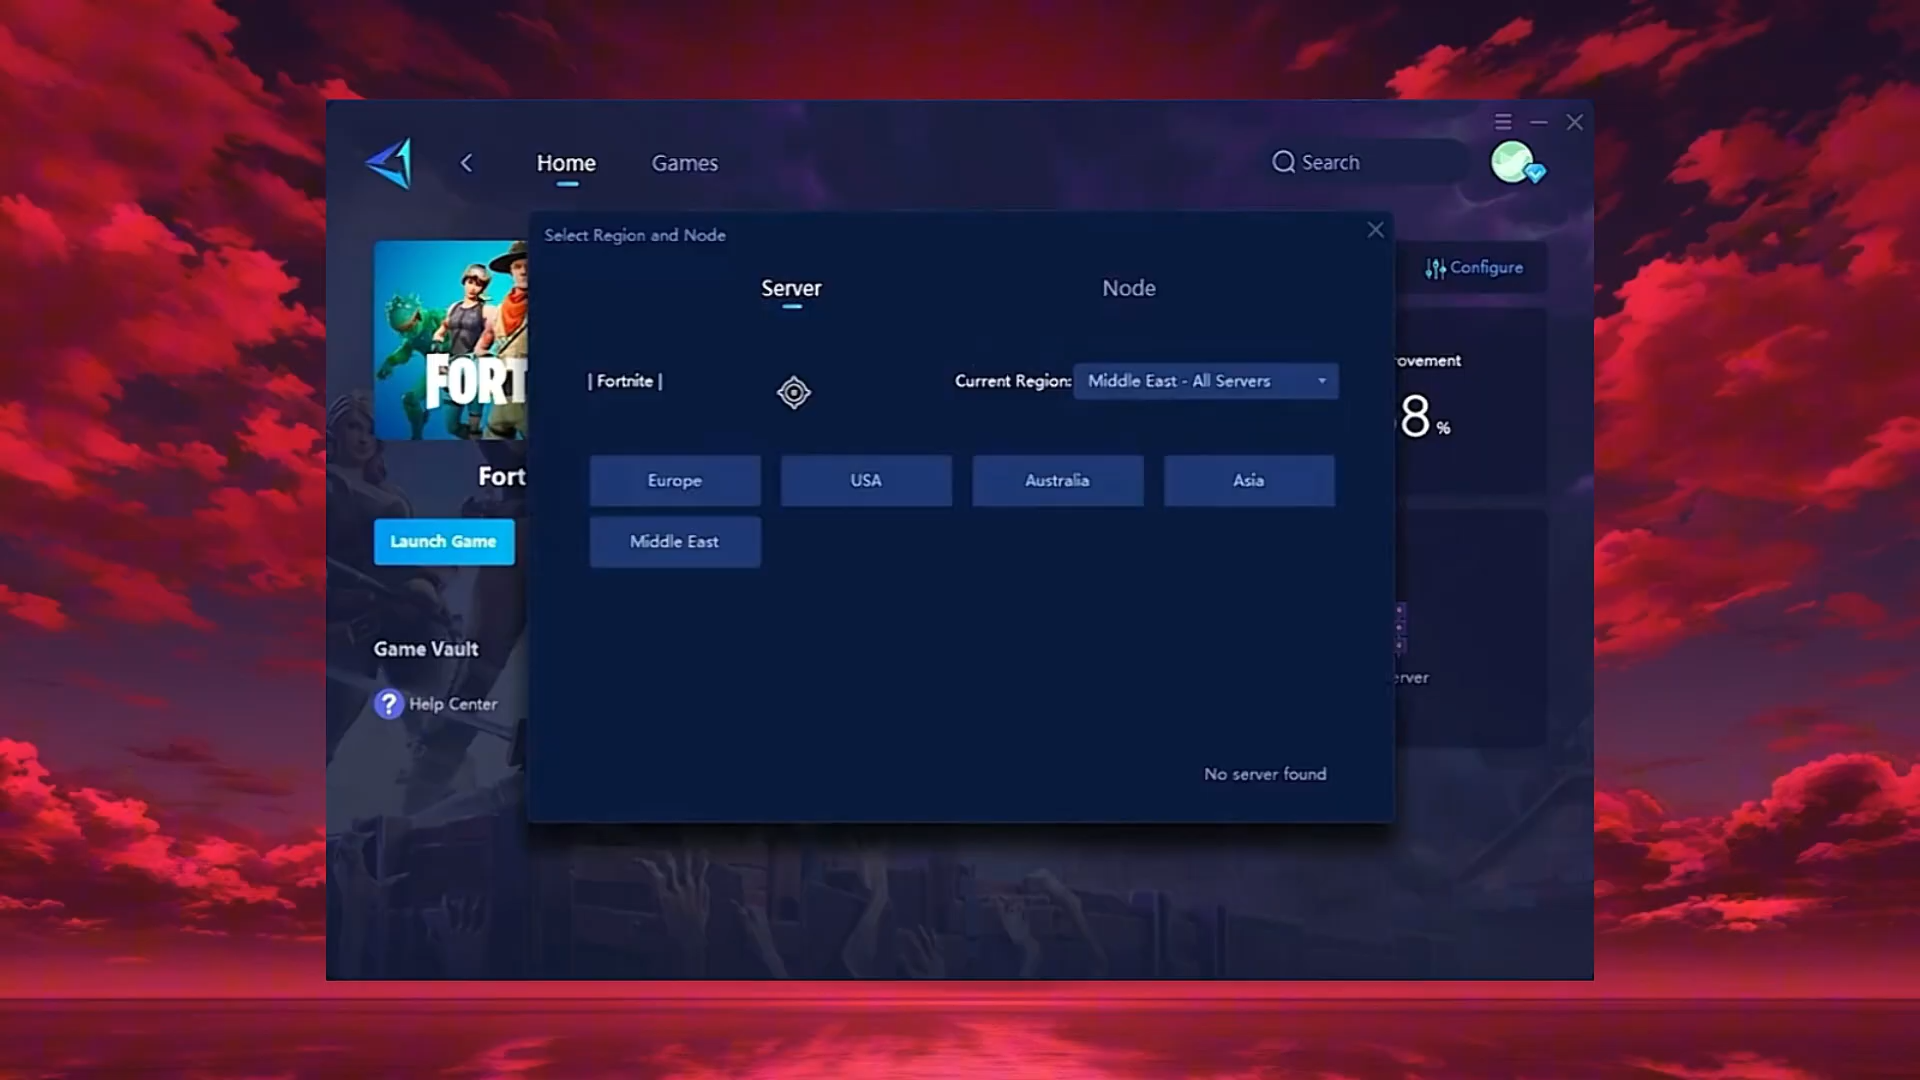 Home
Games
Search
Select Region and Node
Server
Node
Configure
| Fortnite |
Current Region:
Middle East - All Servers
ovement
8 %
FORT
Europe
USA
Australia
Asia
Fort
Launch Game
Middle East
Game Vault
? Help Center
erver
No server found